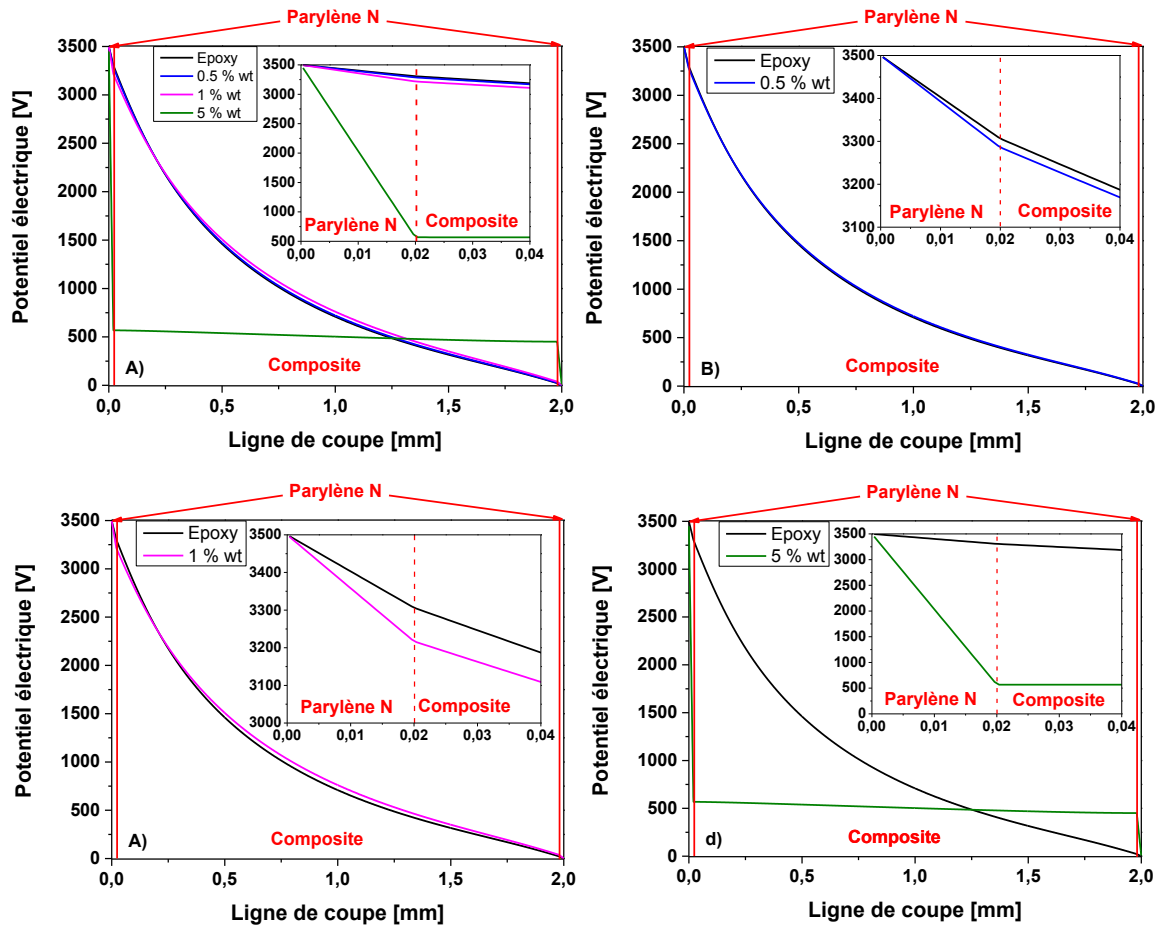 Parylène N
3500
3000
2500
2000
1500
1000
500
0
Potentiel électrique [V]
Epoxy
0.5 % wt
1 % wt
5 % wt
3500
3000
2500
2000
1500
1000
500
0,00 0,01 0,02 0,03 0,04
Parylène N Composite
Composite
A)
0,0 0,5 1,0 1,5 2,0
Ligne de coupe [mm]
Parylène N
3500
3000
2500
2000
1500
1000
500
0
Potentiel électrique [V]
Epoxy
0.5 % wt
3500
3400
3300
3200
3100
0,00 0,01 0,02 0,03 0,04
Parylène N Composite
Composite
B)
0,0 0,5 1,0 1,5 2,0
Ligne de coupe [mm]
Parylène N
3500
3000
2500
2000
1500
1000
500
0
Potentiel électrique [V]
Epoxy
1 % wt
3500
3400
3300
3200
3100
3000
0,00 0,01 0,02 0,03 0,04
Parylène N Composite
Composite
A)
0,0 0,5 1,0 1,5 2,0
Ligne de coupe [mm]
Parylène N
3500
3000
2500
2000
1500
1000
500
0
Potentiel électrique [V]
Epoxy
5 % wt
3500
3000
2500
2000
1500
1000
500
0
0,00 0,01 0,02 0,03 0,04
Parylène N Composite
Composite
d)
0,0 0,5 1,0 1,5 2,0
Ligne de coupe [mm]